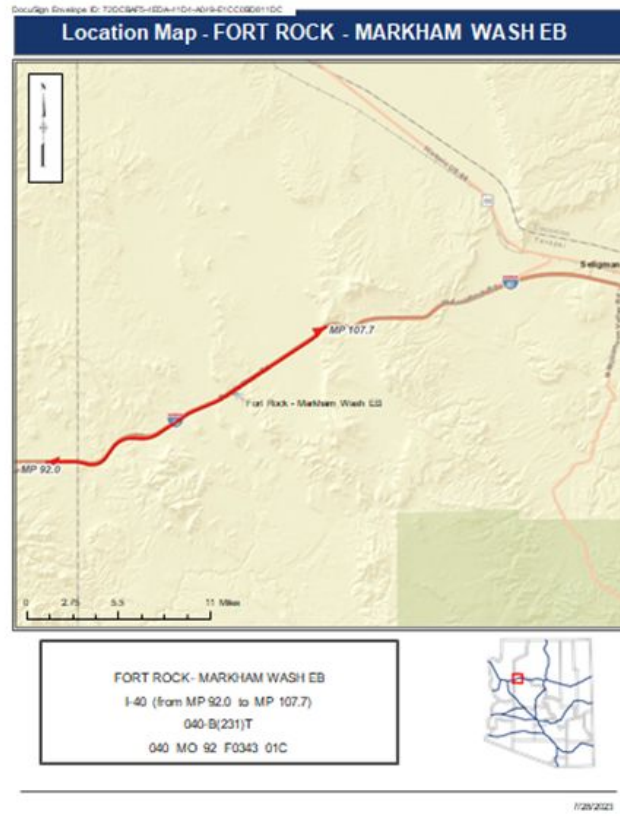 Location Map - FORT ROCK - MARKHAM WASH EB
N
Seligman
MP 107.7
Fort Rock - Markham Wash EB
MP 92.0
0 2.75 5.5 11 Miles
FORT ROCK- MARKHAM WASH EB
I-40 (from MP 92.0 to MP 107.7)
040-B(231)T
040 MO 92 F0343 01C
7/28/2023